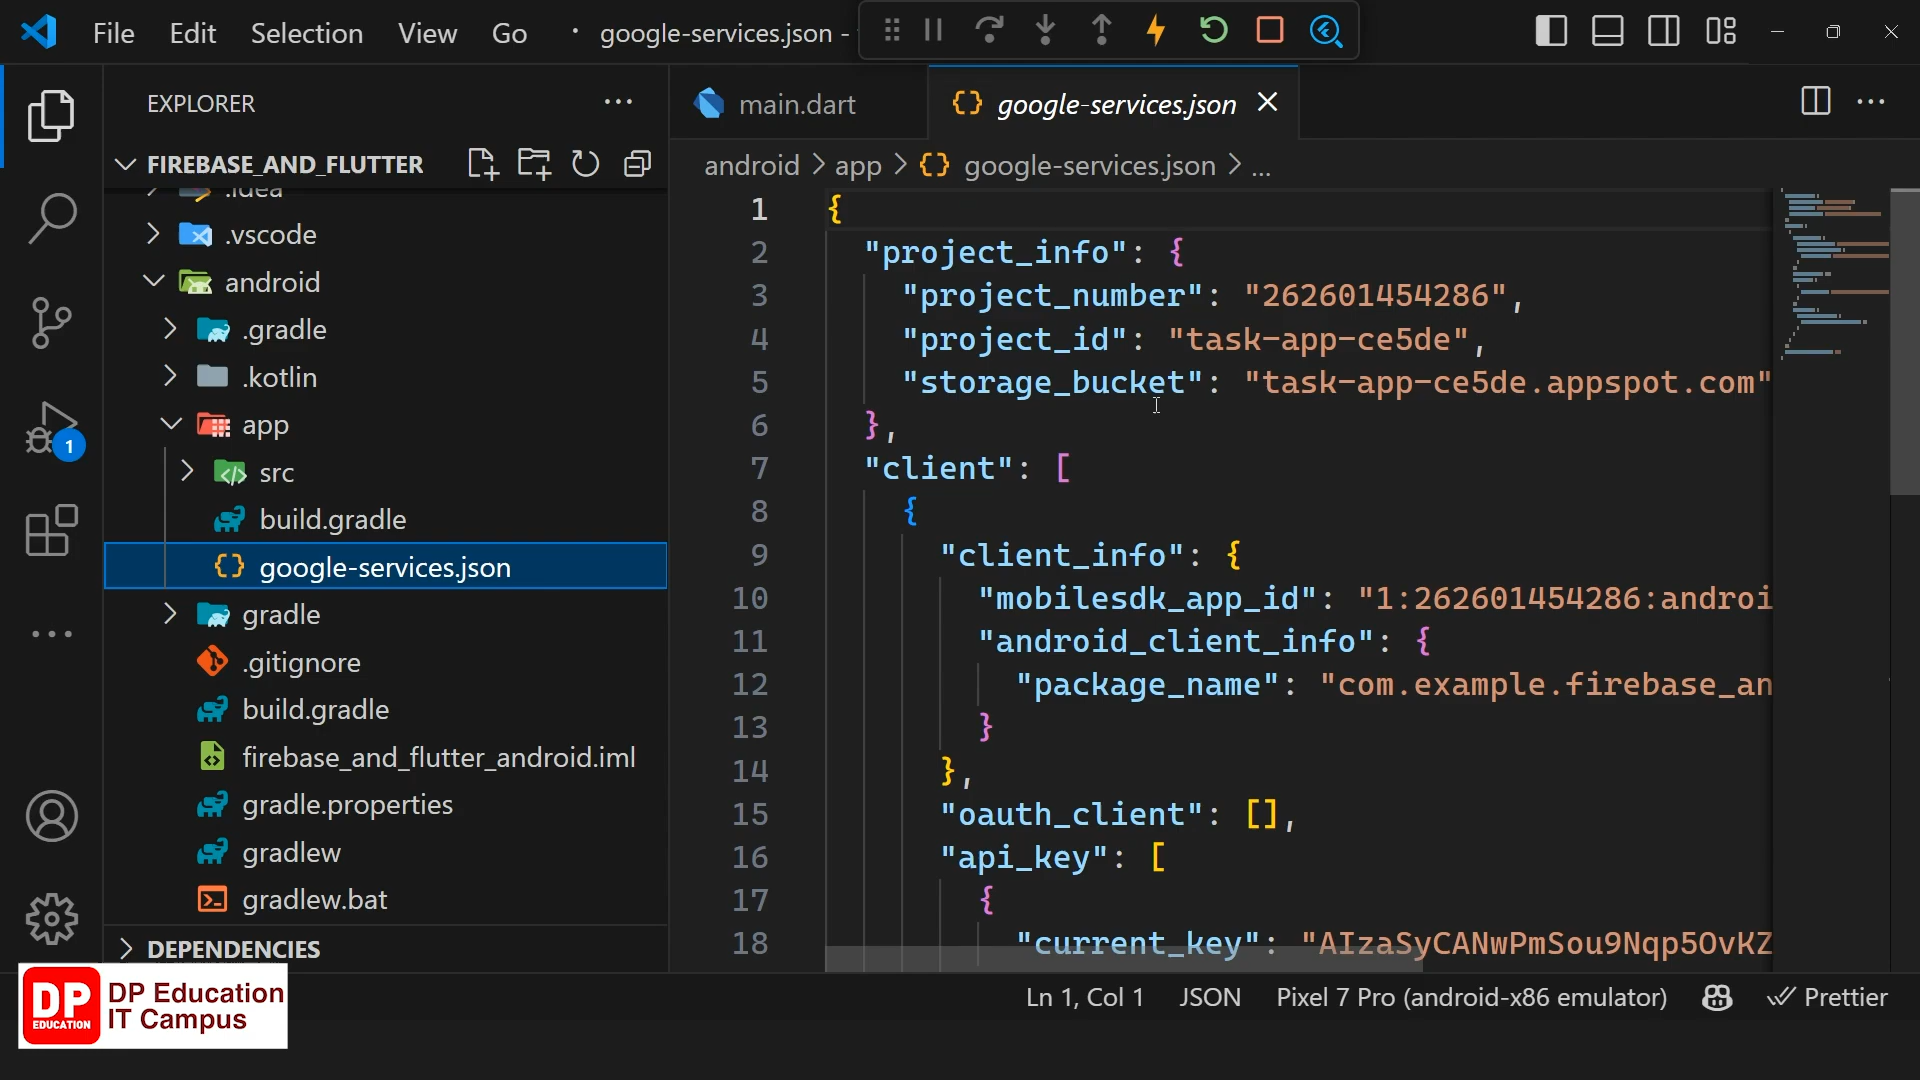 File Edit Selection View Go
google-services.json -
EXPLORER
FIREBASE_AND_FLUTTER
.idea
.vscode
android
.gradle
.kotlin
app
src
build.gradle
google-services.json
gradle
.gitignore
build.gradle
firebase_and_flutter_android.iml
gradle.properties
gradlew
gradlew.bat
DEPENDENCIES
1
main.dart
google-services.json
android > app > {} google-services.json > ...
1 {
2 "project_info": {
3 "project_number": "262601454286",
4 "project_id": "task-app-ce5de",
5 "storage_bucket": "task-app-ce5de.appspot.com"
6 },
7 "client": [
8 {
9 "client_info": {
10 "mobilesdk_app_id": "1:262601454286:androi
11 "android_client_info": {
12 "package_name": "com.example.firebase_an
13 }
14 },
15 "oauth_client": [],
16 "api_key": [
17 {
18 "current_key": "AIzaSyCANwPmSou9Nqp5OvKZ
DP EDUCATION
DP Education
IT Campus
Ln 1, Col 1 JSON Pixel 7 Pro (android-x86 emulator) Prettier